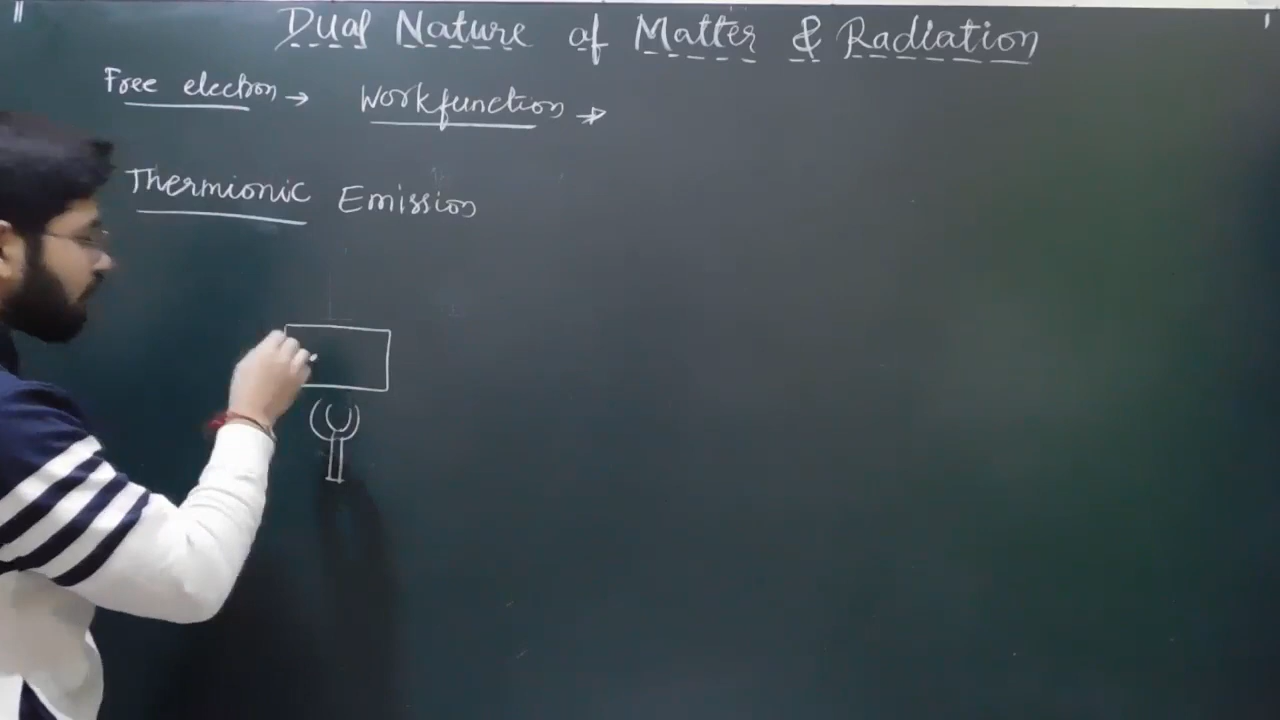 Dual Nature of Matter & Radiation
Free electron → Workfunction →
Thermionic Emission